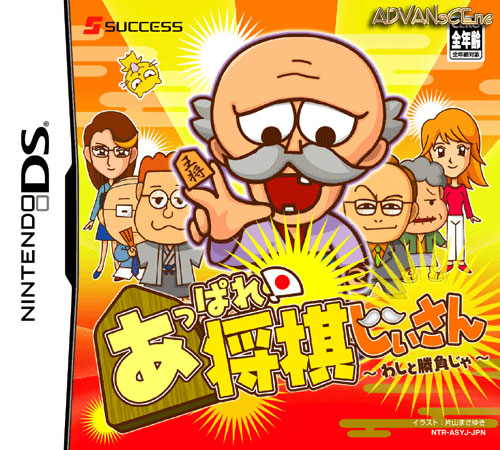 SUCCESS
ADVANsCEne
全年齢
全年齢対象
NINTENDO DS
王将
あっぱれ!
将棋じいさん
～わしと勝負じゃ～
イラスト：片山まさゆき
NTR-ASYJ-JPN